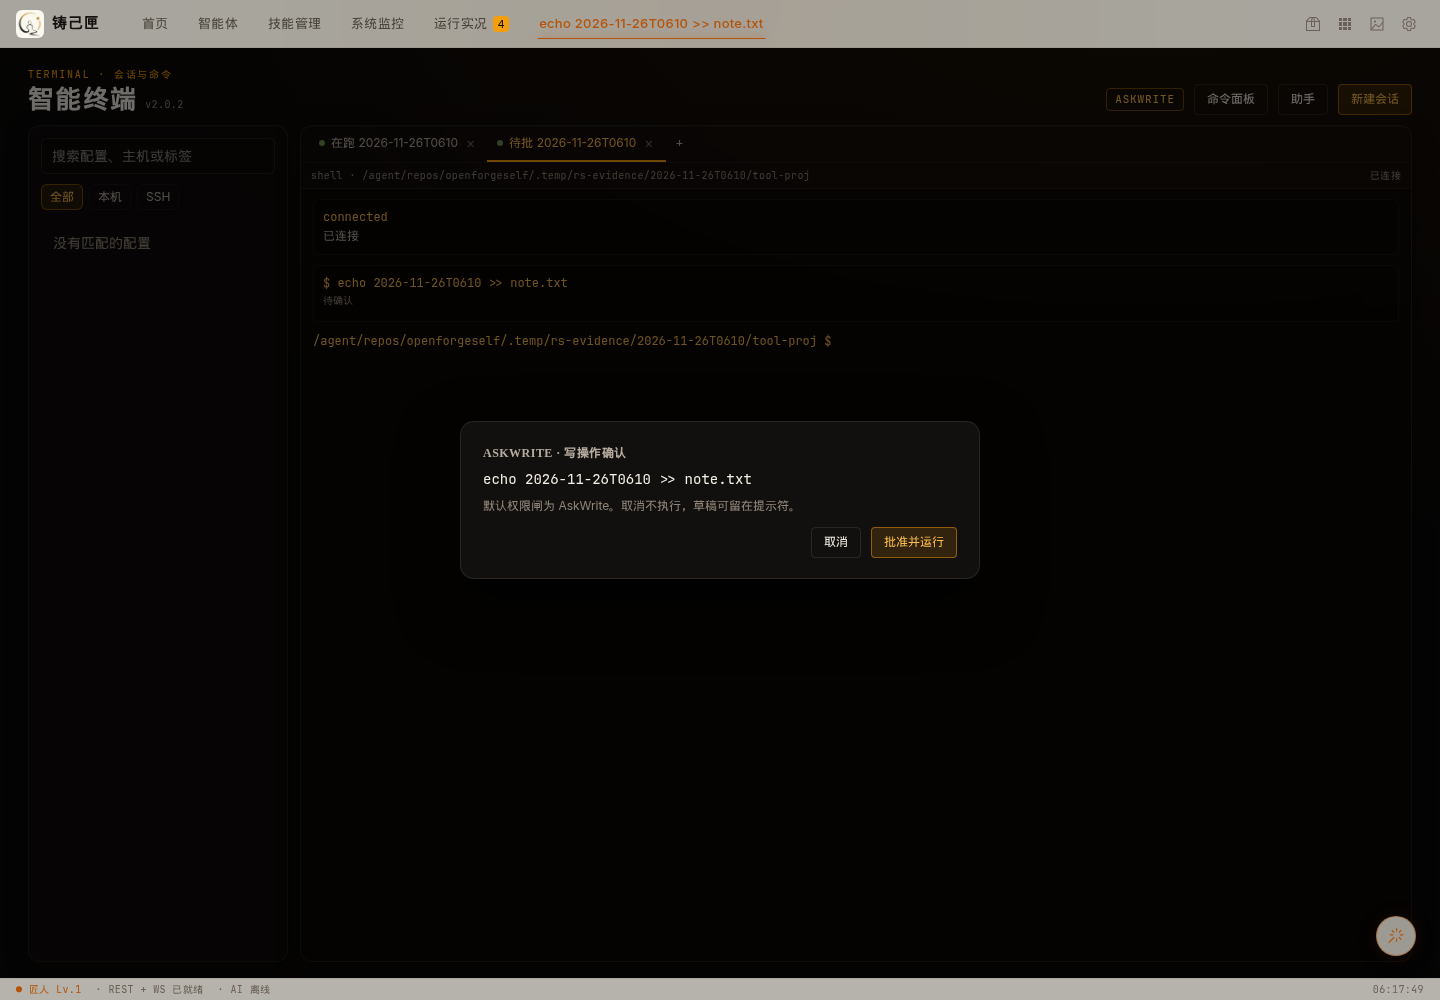 铸己匣 首页 智能体 技能管理 系统监控 运行实况 4 echo 2026-11-26T0610 >> note.txt
TERMINAL · 会话与命令
智能终端 v2.0.2
ASKWRITE 命令面板 助手 新建会话
搜索配置、主机或标签
全部 本机 SSH
没有匹配的配置
在跑 2026-11-26T0610 × 待批 2026-11-26T0610 × +
shell · /agent/repos/openforgeself/.temp/rs-evidence/2026-11-26T0610/tool-proj 已连接
connected
已连接
$ echo 2026-11-26T0610 >> note.txt
待确认
/agent/repos/openforgeself/.temp/rs-evidence/2026-11-26T0610/tool-proj $
ASKWRITE · 写操作确认
echo 2026-11-26T0610 >> note.txt
默认权限闸为 AskWrite。取消不执行，草稿可留在提示符。
取消 批准并运行
匠人 Lv.1 · REST + WS 已就绪 · AI 离线 06:17:49